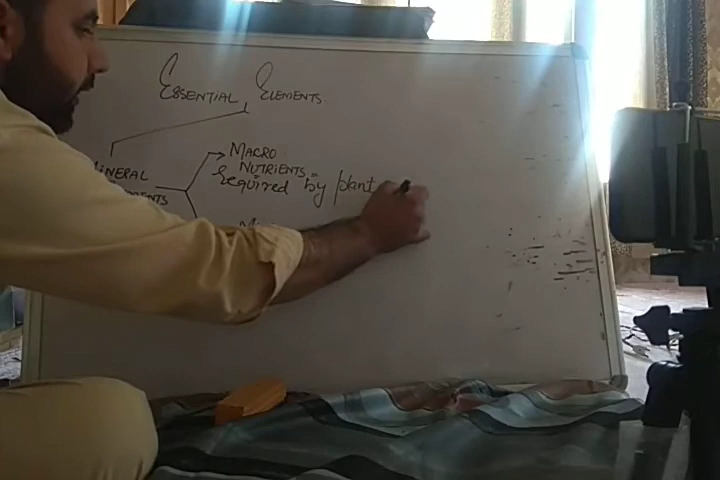 ESSENTIAL ELEMENTS
MACRO
NUTRIENTS
Required by plant